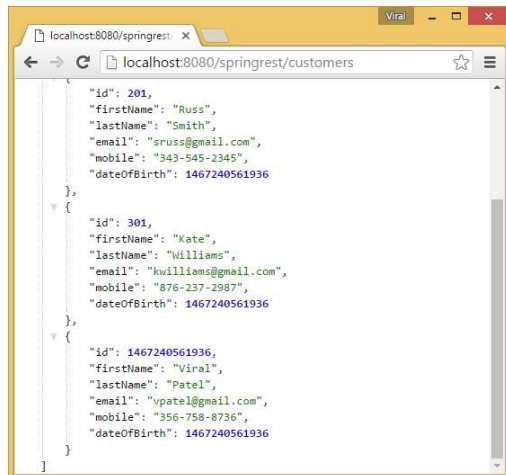 Viral
localhost:8080/springrest
localhost:8080/springrest/customers
{
"id": 201,
"firstName": "Russ",
"lastName": "Smith",
"email": "sruss@gmail.com",
"mobile": "343-545-2345",
"dateOfBirth": 1467240561936
},
{
"id": 301,
"firstName": "Kate",
"lastName": "Williams",
"email": "kwilliams@gmail.com",
"mobile": "876-237-2987",
"dateOfBirth": 1467240561936
},
{
"id": 1467240561936,
"firstName": "Viral",
"lastName": "Patel",
"email": "vpatel@gmail.com",
"mobile": "356-758-8736",
"dateOfBirth": 1467240561936
}
]